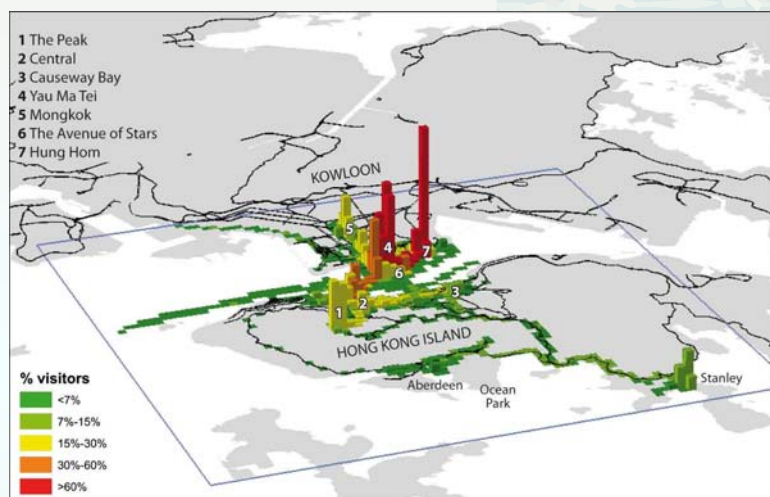 1 The Peak
2 Central
3 Causeway Bay
4 Yau Ma Tei
5 Mongkok
6 The Avenue of Stars
7 Hung Hom
KOWLOON
5
4
7
6
3
2
1
HONG KONG ISLAND
Aberdeen
Ocean
Park
Stanley
% visitors
<7%
7%-15%
15%-30%
30%-60%
>60%